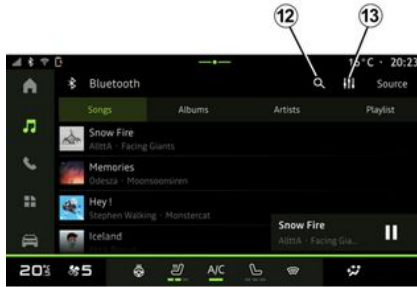 12 13
°C · 20:23
Bluetooth Source
Songs Albums Artists Playlist
Snow Fire
AlittA · Facing Giants
Memories
Odesza · Moonsoonsiren
Hey !
Stephen Walking · Monstercat
Iceland
Snow Fire
AlittA · Facing Gia...
20 5 A/C